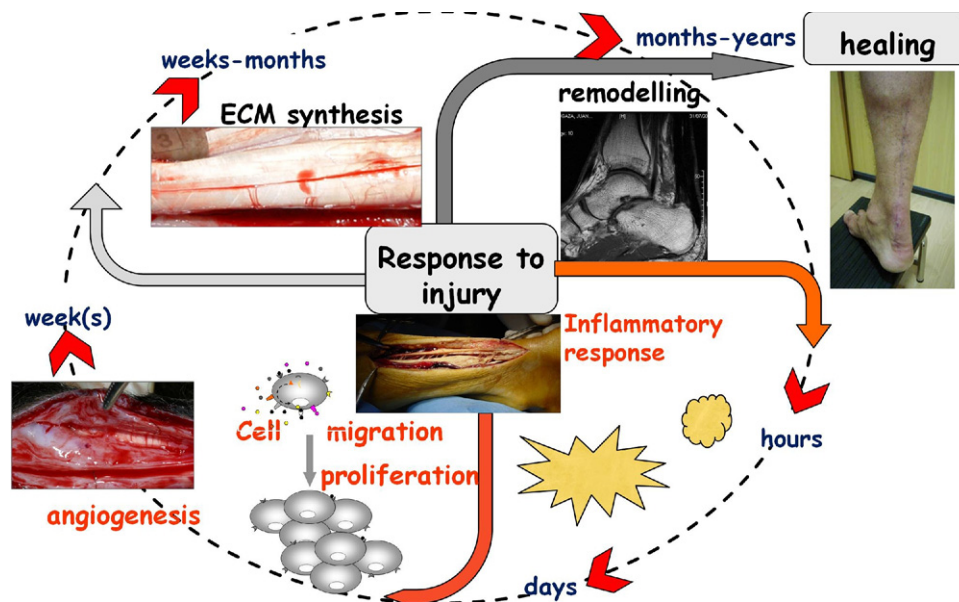 months-years
healing
weeks-months
remodelling
ECM synthesis
Response to
injury
Inflammatory
response
week(s)
Cell migration
proliferation
hours
angiogenesis
days